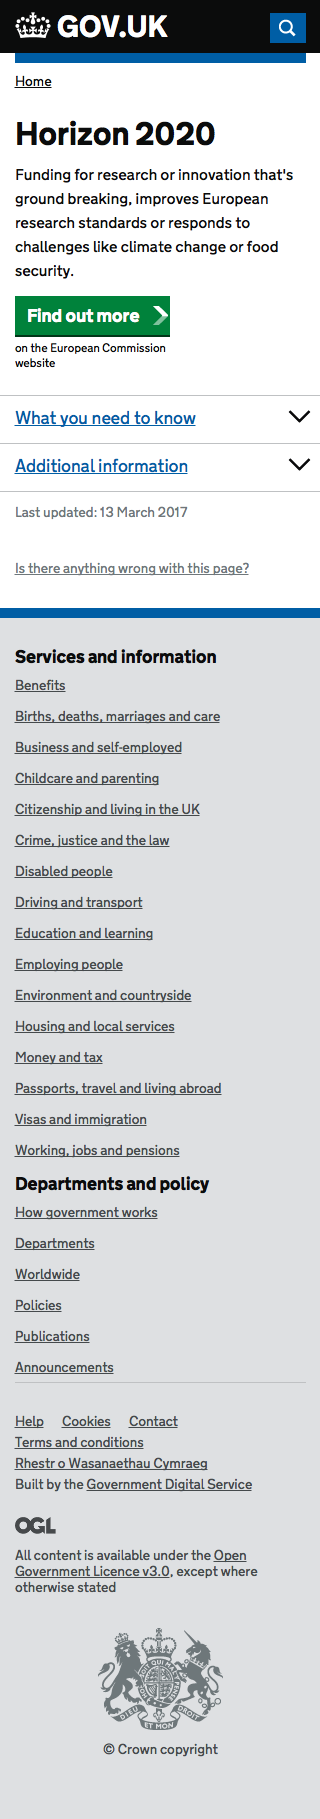 GOV.UK
Home
Horizon 2020
Funding for research or innovation that's
ground breaking, improves European
research standards or responds to
challenges like climate change or food
security.
Find out more
on the European Commission
website
What you need to know
Additional information
Last updated: 13 March 2017
Is there anything wrong with this page?
Services and information
Benefits
Births, deaths, marriages and care
Business and self-employed
Childcare and parenting
Citizenship and living in the UK
Crime, justice and the law
Disabled people
Driving and transport
Education and learning
Employing people
Environment and countryside
Housing and local services
Money and tax
Passports, travel and living abroad
Visas and immigration
Working, jobs and pensions
Departments and policy
How government works
Departments
Worldwide
Policies
Publications
Announcements
Help Cookies Contact
Terms and conditions
Rhestr o Wasanaethau Cymraeg
Built by the Government Digital Service
OGL
All content is available under the Open
Government Licence v3.0, except where
otherwise stated
DIEU ET MON DROIT
© Crown copyright